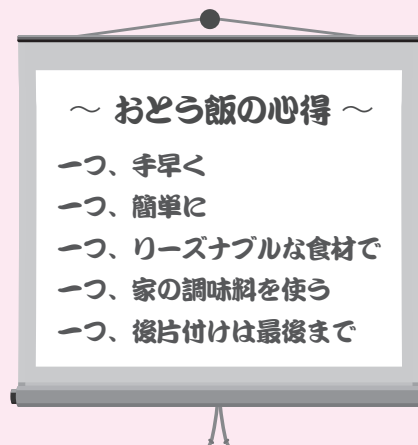 ～ おとう飯の心得 ～
一つ、手早く
一つ、簡単に
一つ、リーズナブルな食材で
一つ、家の調味料を使う
一つ、後片付けは最後まで